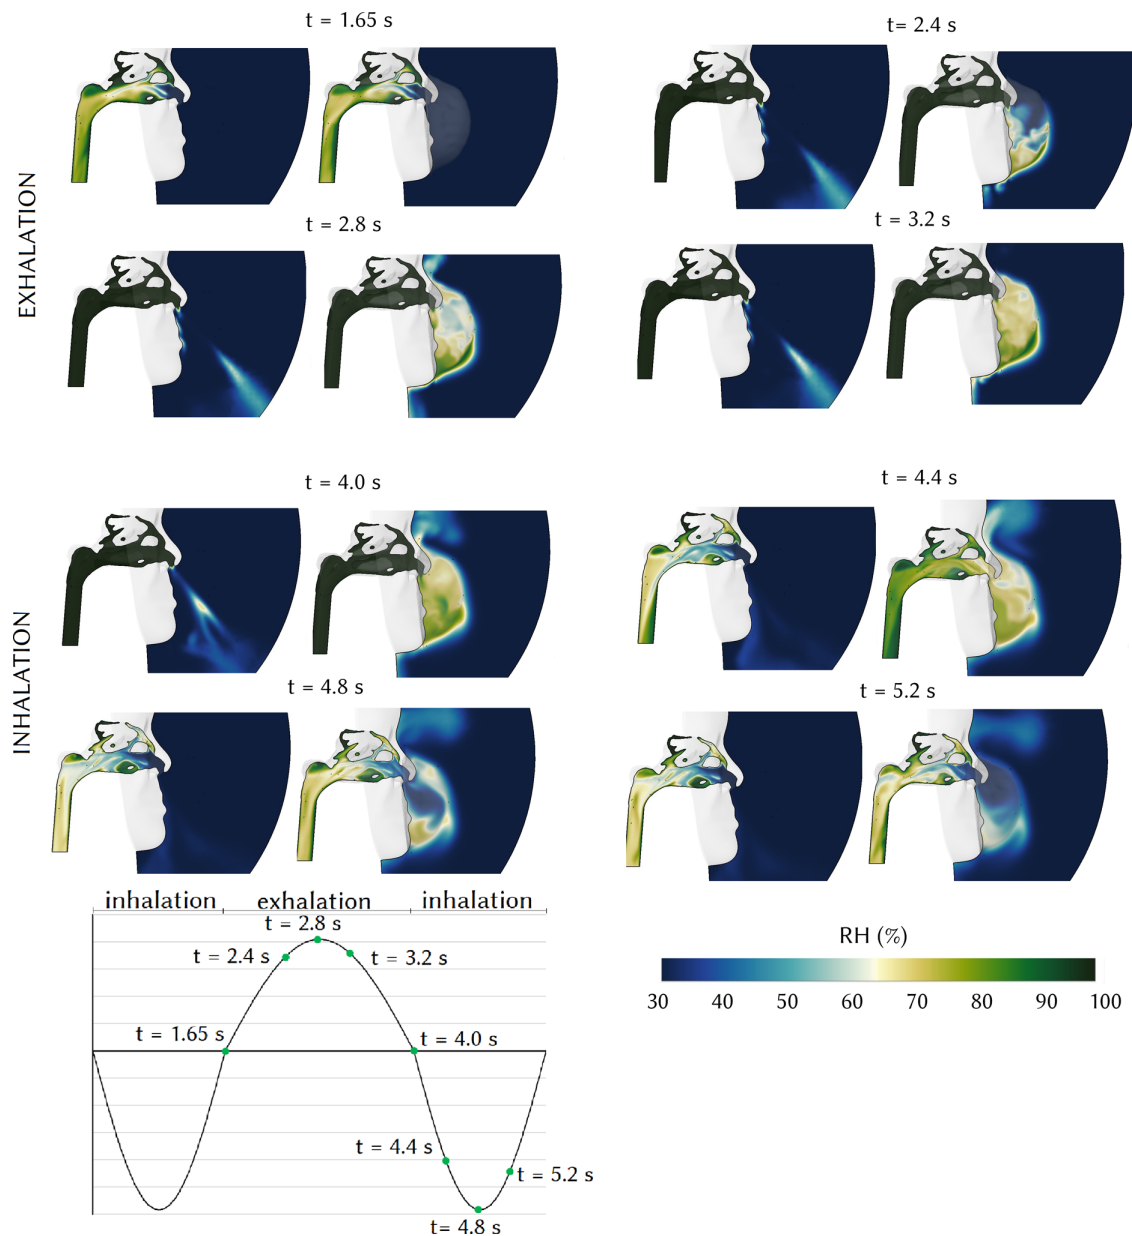 t = 1.65 s
t= 2.4 s
EXHALATION
t = 2.8 s
t = 3.2 s
INHALATION
t = 4.0 s
t = 4.4 s
t = 4.8 s
t = 5.2 s
inhalation
exhalation
inhalation
t = 2.8 s
t = 2.4 s
t = 3.2 s
t = 1.65 s
t = 4.0 s
t = 4.4 s
t = 5.2 s
t = 4.8 s
RH (%)
30 40 50 60 70 80 90 100